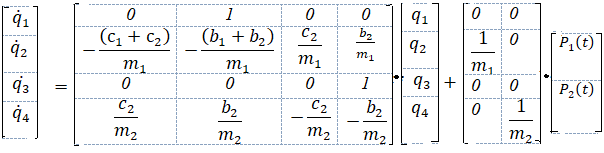 q̇₁ 0 1 0 0 q₁ 0 0
q̇₂ = −(c₁ + c₂)/m₁ −(b₁ + b₂)/m₁ c₂/m₁ b₂/m₁ · q₂ + 1/m₁ 0 · P₁(t)
q̇₃ 0 0 0 1 q₃ 0 0 P₂(t)
q̇₄ c₂/m₂ b₂/m₂ −c₂/m₂ −b₂/m₂ q₄ 0 1/m₂